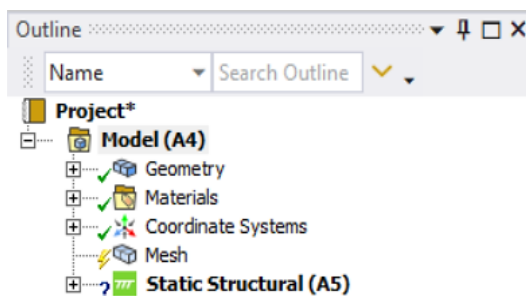 Outline
Name Search Outline
Project*
Model (A4)
Geometry
Materials
Coordinate Systems
Mesh
? Static Structural (A5)